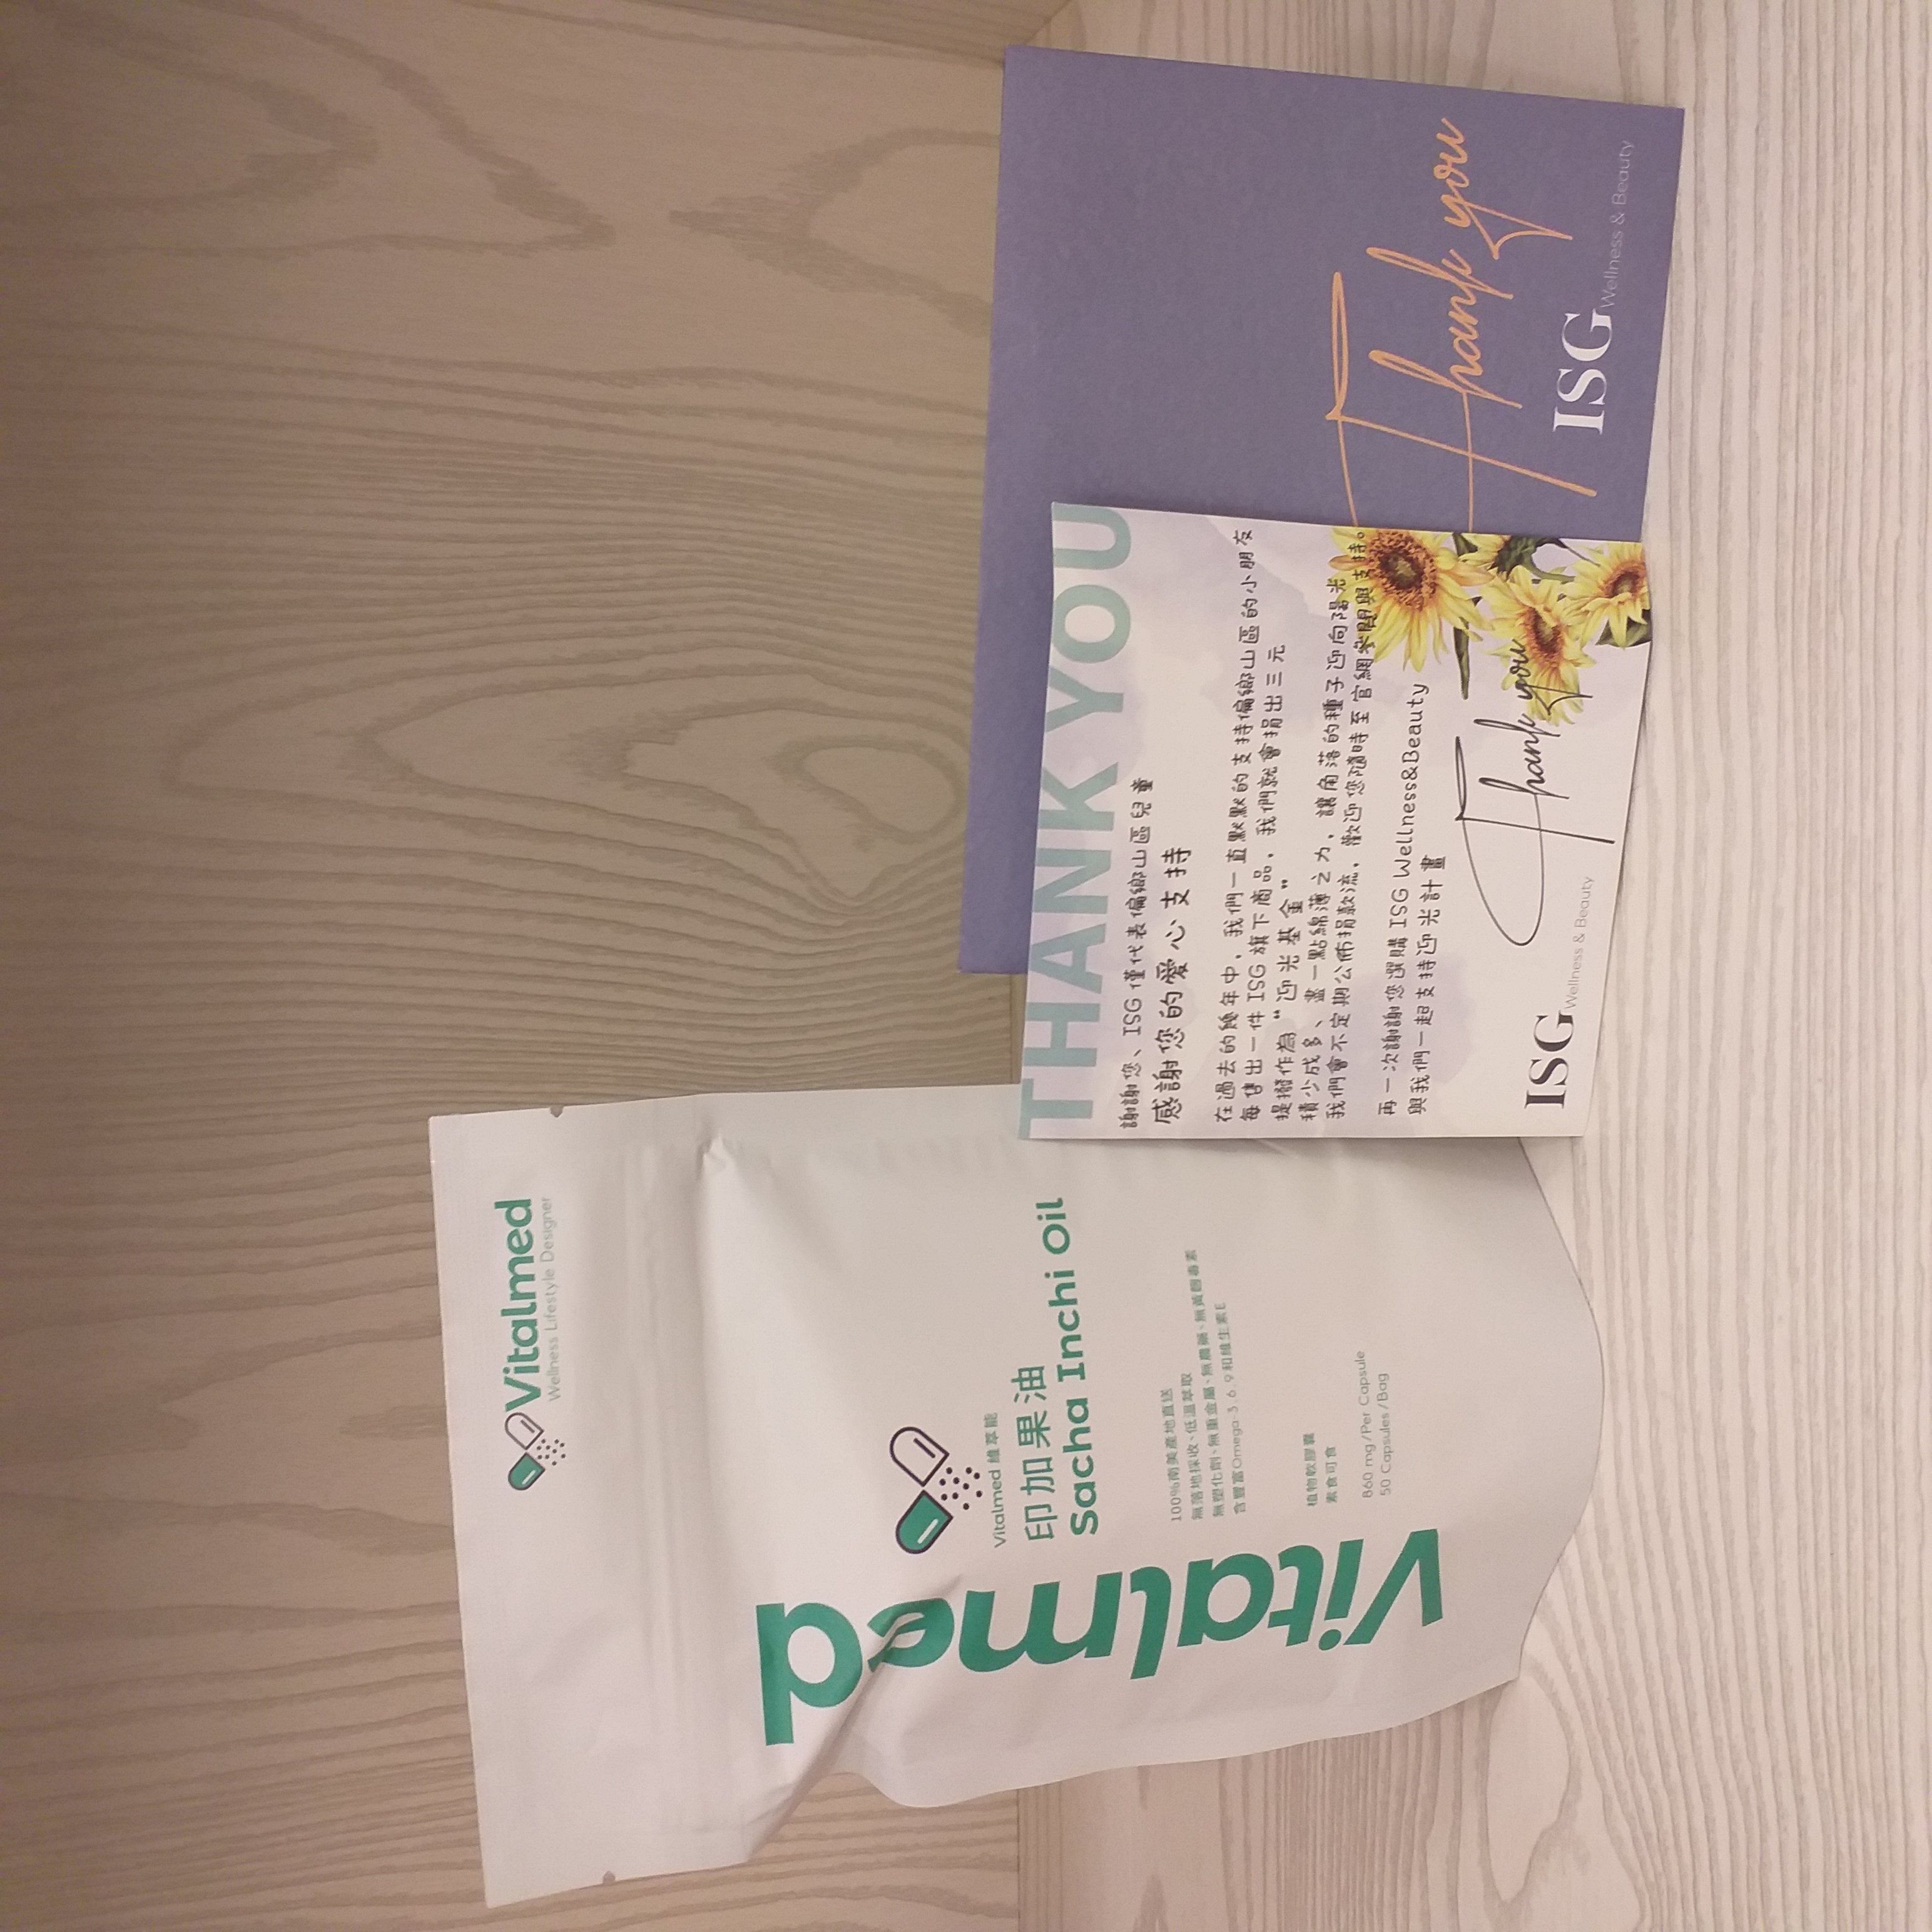 Vitalmed
Wellness Lifestyle Designer
Vitalmed 維萃能
印加果油
Sacha Inchi Oil
100%南美產地直送
無落地採收、低溫萃取
無塑化劑、無重金屬、無農藥、無黃麴毒素
含豐富Omega-3、6、9和維生素E
植物軟膠囊
素食可食
860 mg/Per Capsule
50 Capsules/Bag
Vitalmed
THANK YOU
謝謝您、ISG 僅代表偏鄉山區兒童
感謝您的愛心支持
在過去的幾年中，我們一直默默的支持偏鄉山區的小朋友
每售出一件 ISG 旗下商品，我們就會捐出三元
提撥作為“迎光基金”
積少成多、盡一點綿薄之力，讓角落的種子迎向陽光
我們會不定期公佈捐款流，歡迎您隨時至官網參閱與支持。
再一次謝謝您選購 ISG Wellness&Beauty
與我們一起支持迎光計畫
Thank you
ISG Wellness & Beauty
Thank you
ISG Wellness & Beauty